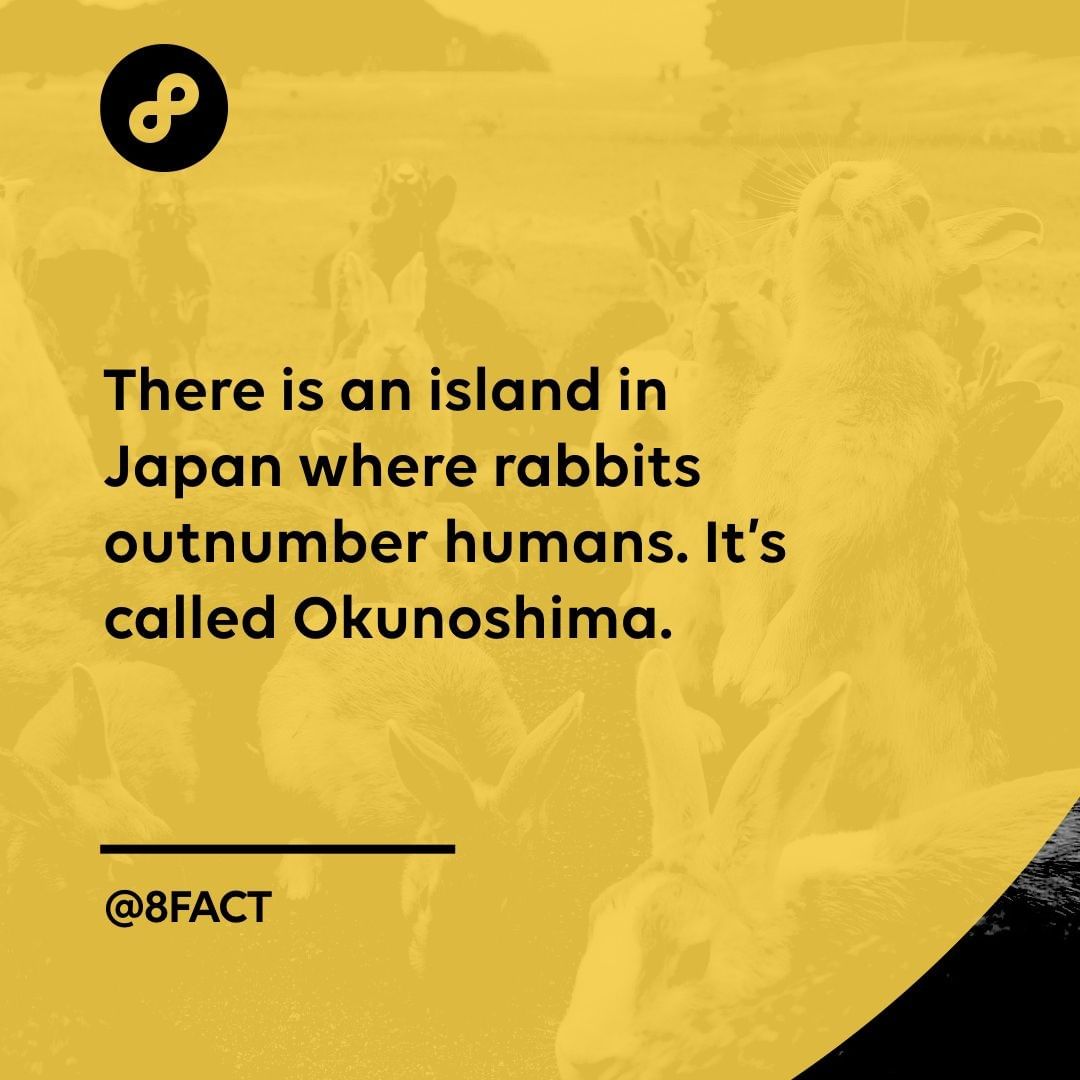 There is an island in
Japan where rabbits
outnumber humans. It's
called Okunoshima.
@8FACT